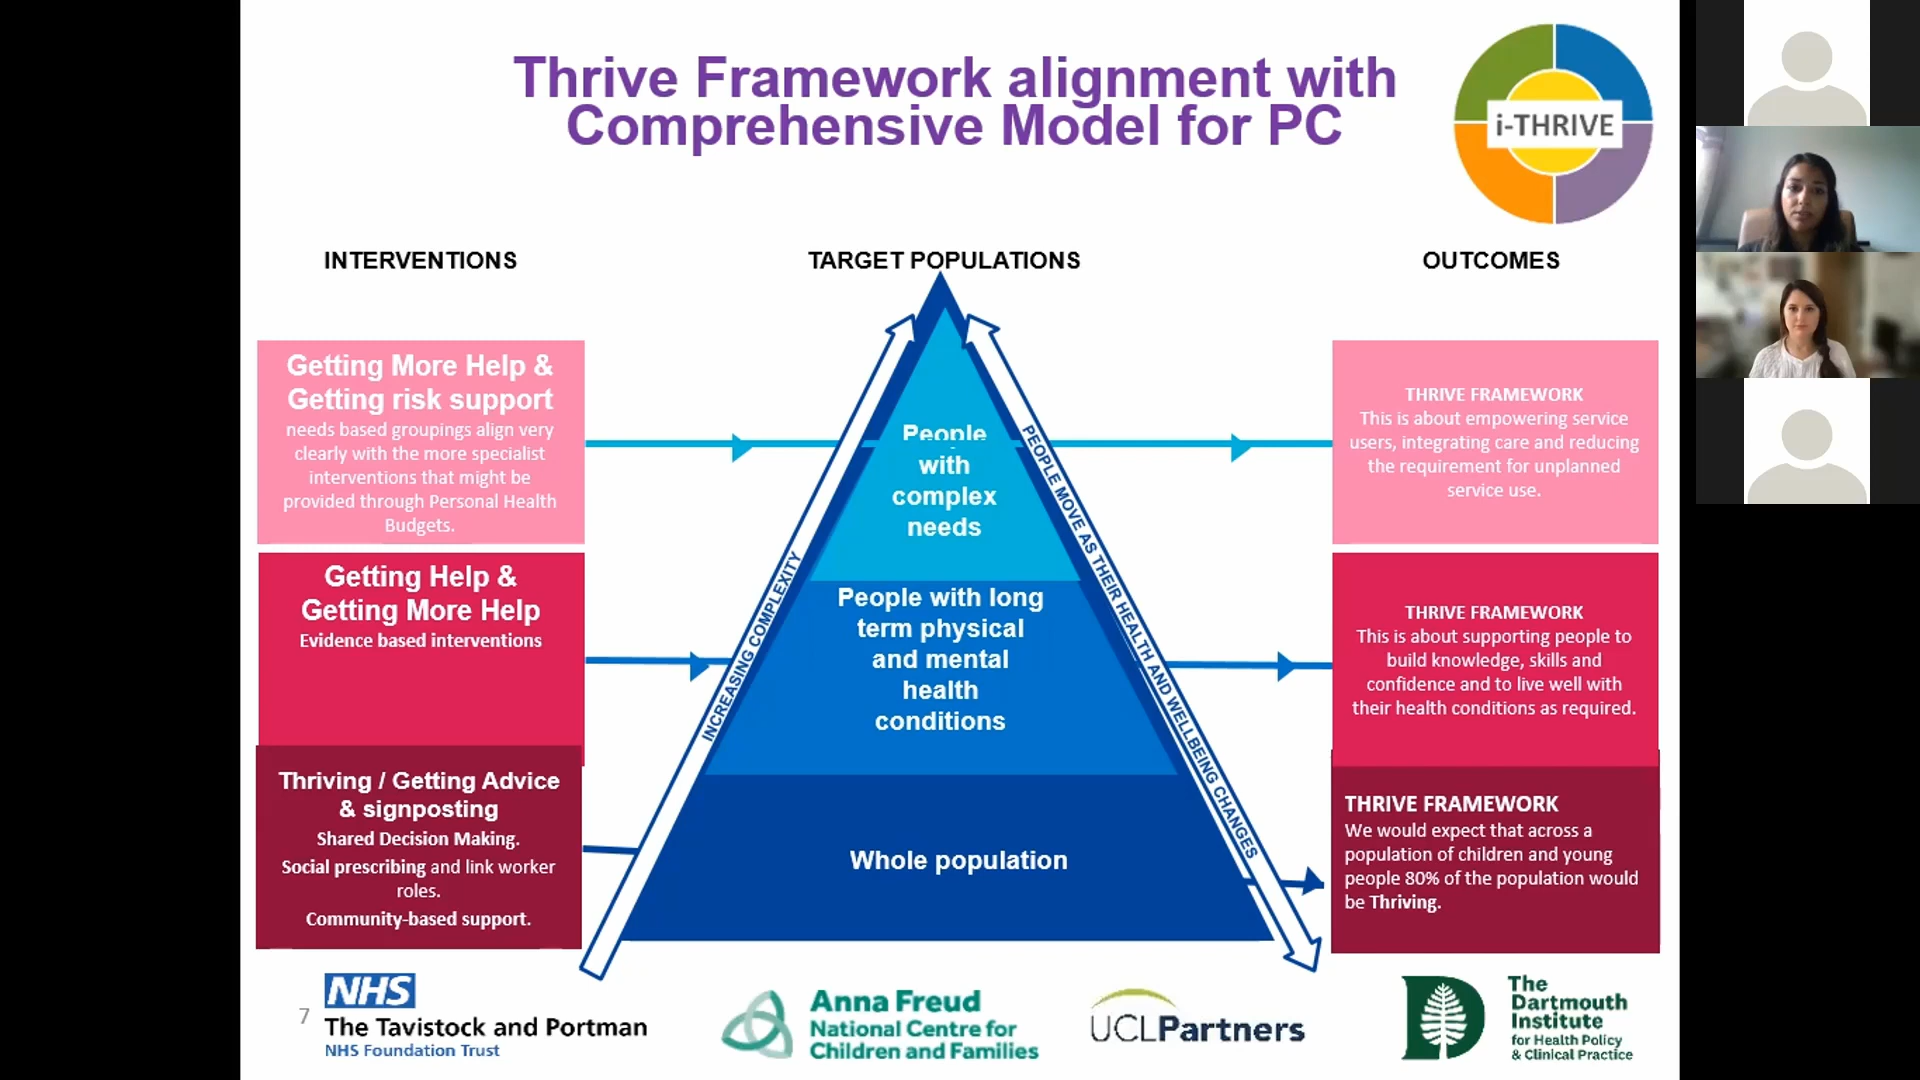 Thrive Framework alignment with
Comprehensive Model for PC
i-THRIVE
INTERVENTIONS
TARGET POPULATIONS
OUTCOMES
Getting More Help &
Getting risk support
needs based groupings align very
clearly with the more specialist
interventions that might be
provided through Personal Health
Budgets.
Getting Help &
Getting More Help
Evidence based interventions
Thriving / Getting Advice
& signposting
Shared Decision Making.
Social prescribing and link worker
roles.
Community-based support.
INCREASING COMPLEXITY
People
with
complex
needs
People with long
term physical
and mental
health
conditions
Whole population
PEOPLE MOVE AS THEIR HEALTH AND WELLBEING CHANGES
THRIVE FRAMEWORK
This is about empowering service
users, integrating care and reducing
the requirement for unplanned
service use.
THRIVE FRAMEWORK
This is about supporting people to
build knowledge, skills and
confidence and to live well with
their health conditions as required.
THRIVE FRAMEWORK
We would expect that across a
population of children and young
people 80% of the population would
be Thriving.
7
NHS
The Tavistock and Portman
NHS Foundation Trust
Anna Freud
National Centre for
Children and Families
UCLPartners
The
Dartmouth
Institute
for Health Policy
& Clinical Practice